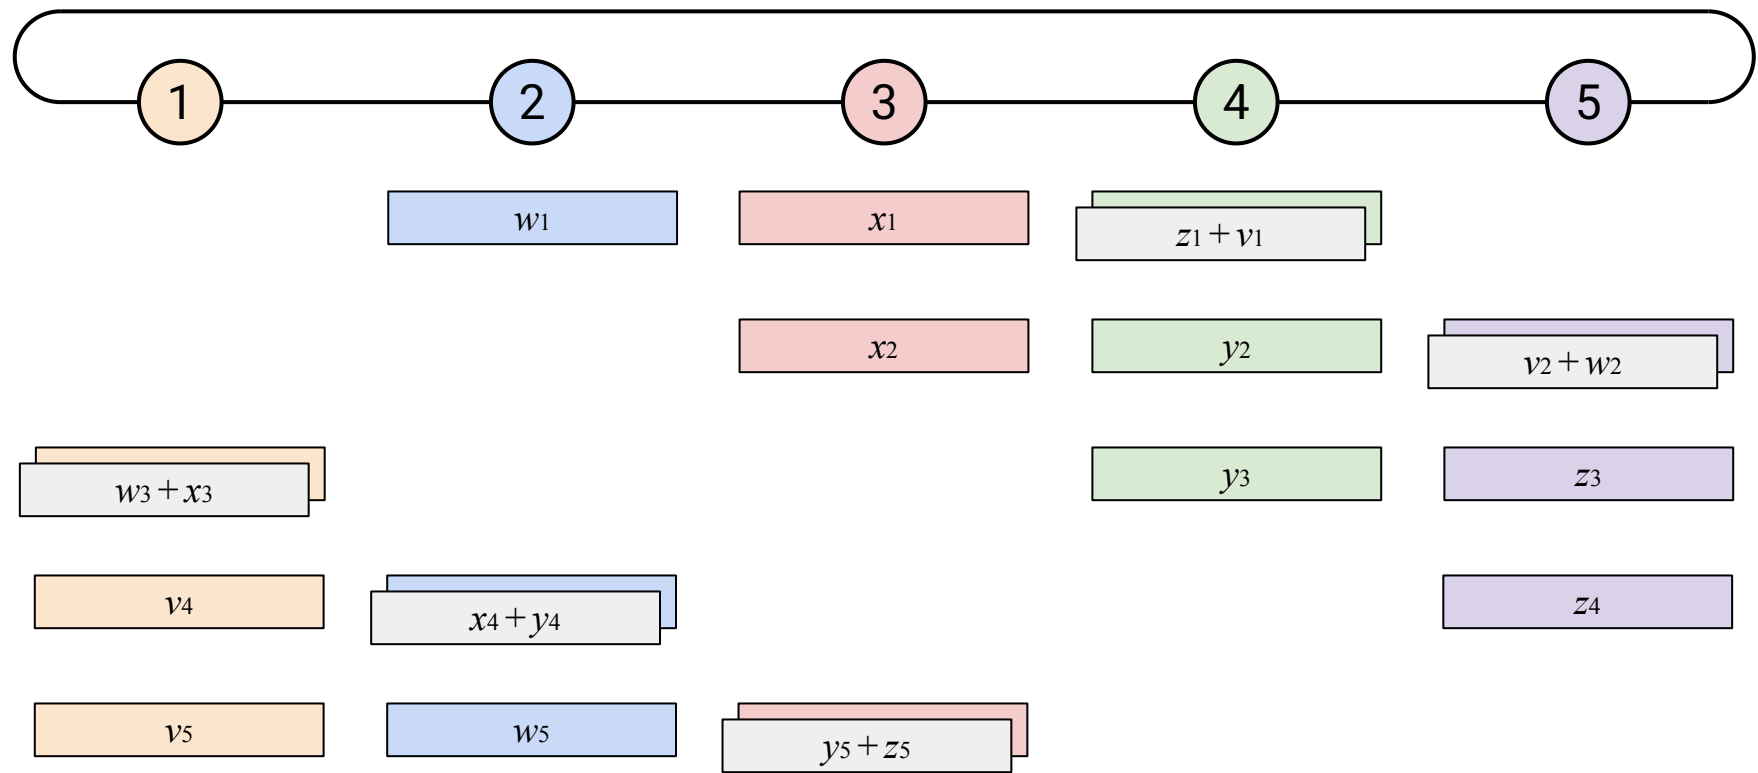 1 2 3 4 5
w1 x1 z1 + v1
x2 y2 v2 + w2
w3 + x3 y3 z3
v4 x4 + y4 z4
v5 w5 y5 + z5